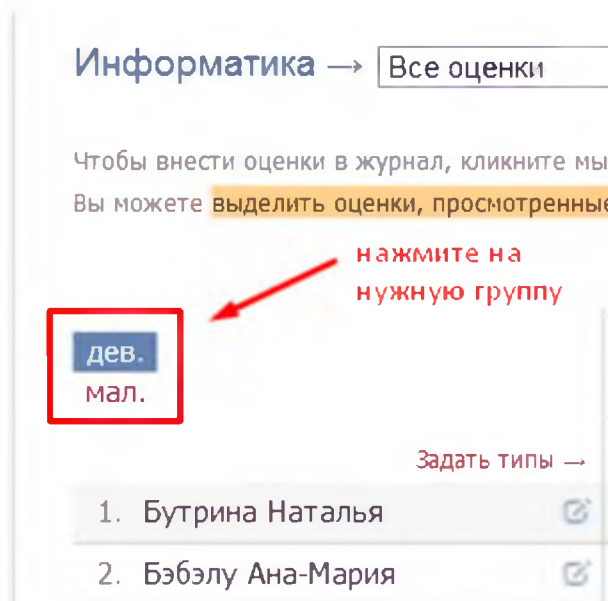 Информатика → Все оценки
Чтобы внести оценки в журнал, кликните мы
Вы можете выделить оценки, просмотренные
нажмите на
нужную группу
дев.
мал.
Задать типы →
1. Бутрина Наталья
2. Бэбэлу Ана-Мария